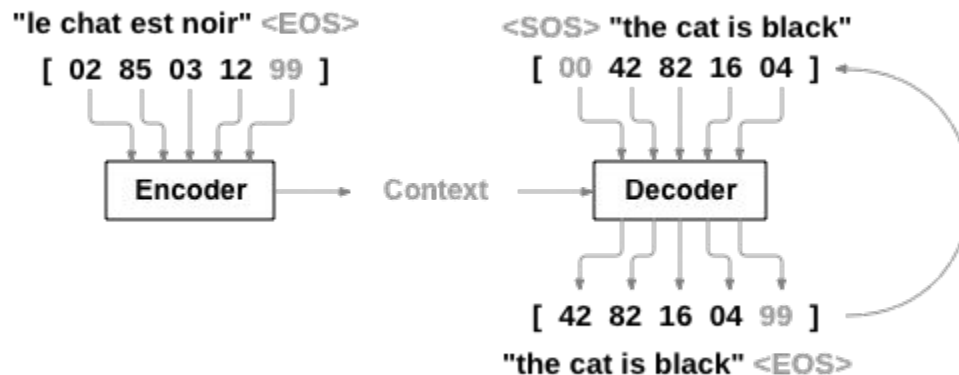 "le chat est noir" <EOS>
[ 02 85 03 12 99 ]
<SOS> "the cat is black"
[ 00 42 82 16 04 ]
Encoder
Context
Decoder
[ 42 82 16 04 99 ]
"the cat is black" <EOS>